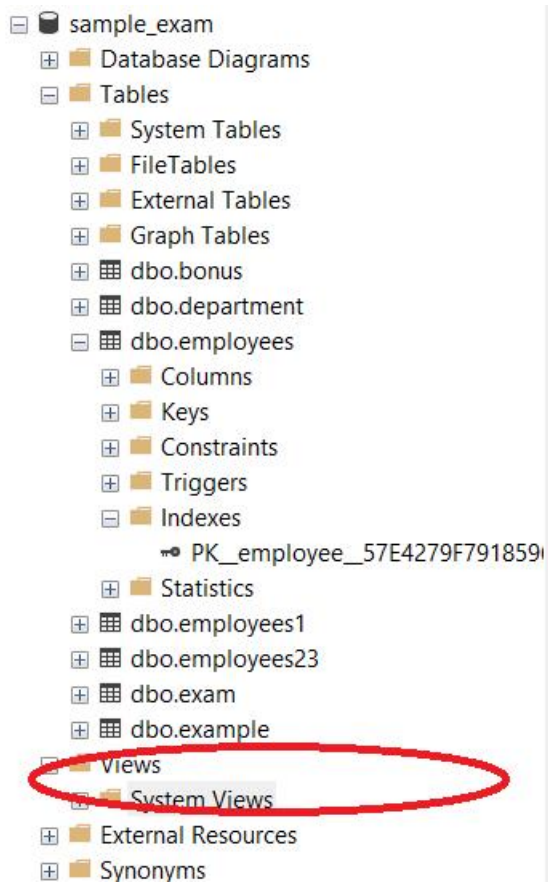 sample_exam
Database Diagrams
Tables
System Tables
FileTables
External Tables
Graph Tables
dbo.bonus
dbo.department
dbo.employees
Columns
Keys
Constraints
Triggers
Indexes
PK__employee__57E4279F791859
Statistics
dbo.employees1
dbo.employees23
dbo.exam
dbo.example
Views
System Views
External Resources
Synonyms